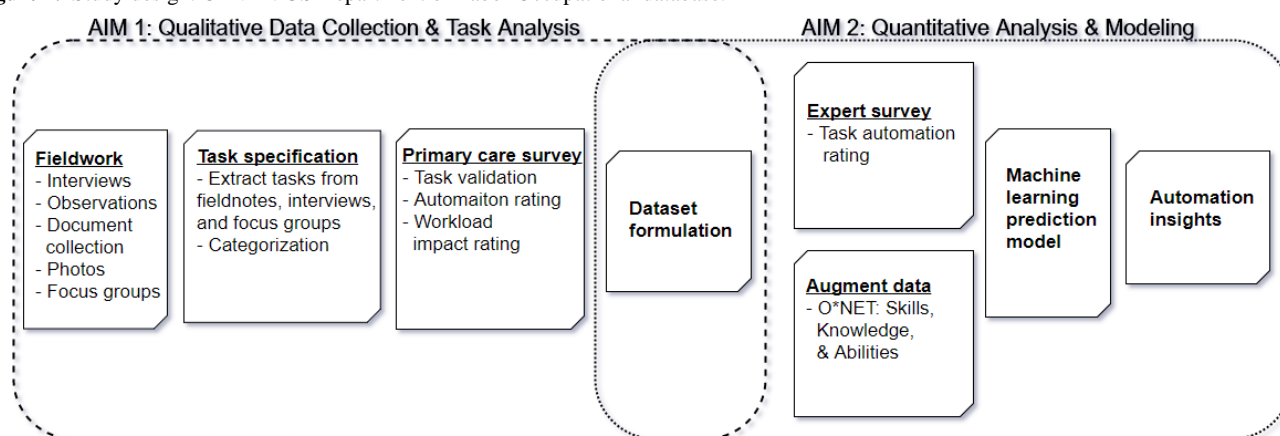 AIM 1: Qualitative Data Collection & Task Analysis
AIM 2: Quantitative Analysis & Modeling
Fieldwork
- Interviews
- Observations
- Document
collection
- Photos
- Focus groups
Task specification
- Extract tasks from
fieldnotes, interviews,
and focus groups
- Categorization
Primary care survey
- Task validation
- Automaiton rating
- Workload
impact rating
Dataset
formulation
Expert survey
- Task automation
rating
Augment data
- O*NET: Skills,
Knowledge,
& Abilities
Machine
learning
prediction
model
Automation
insights